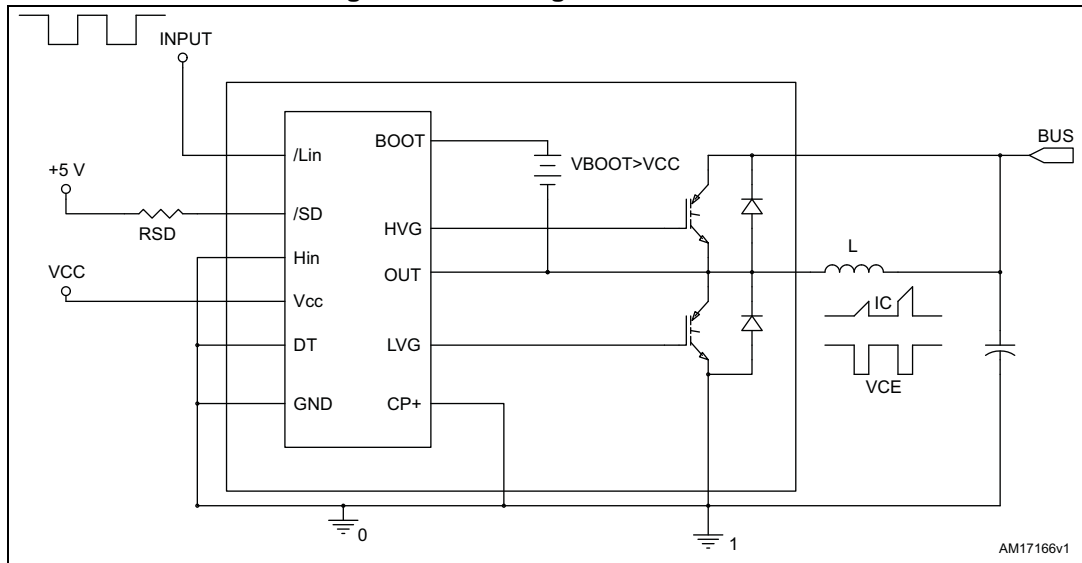 INPUT
BUS
BOOT
/Lin
VBOOT>VCC
+5 V
/SD
RSD
HVG
Hin
L
OUT
VCC
Vcc
IC
DT
LVG
VCE
GND
CP+
0
1
AM17166v1